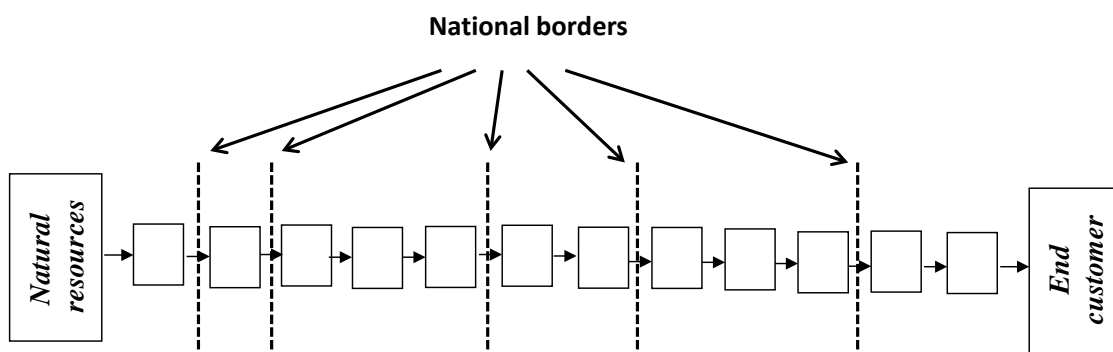 National borders
Natural
resources
End
customer